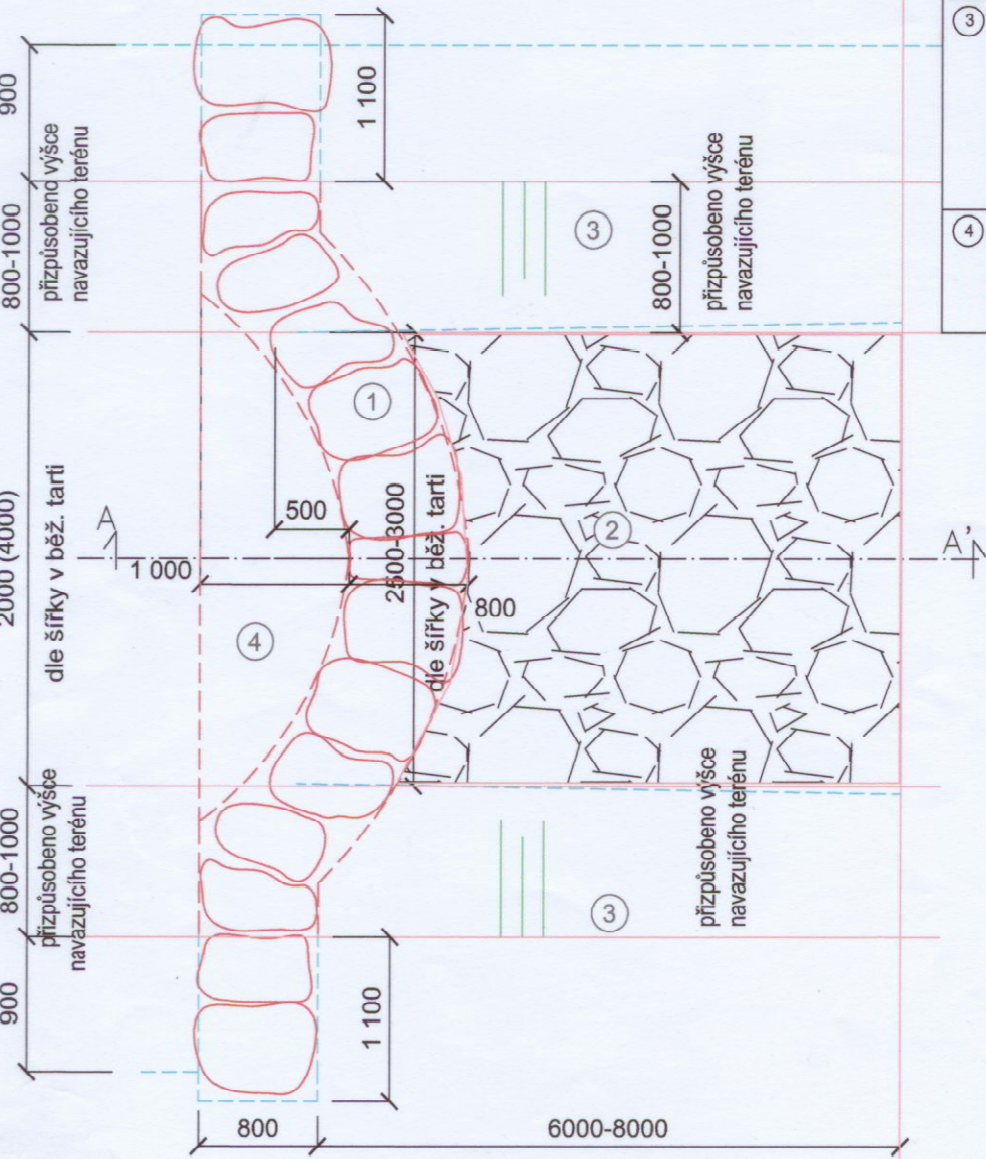 3
4
900
800-1000
2000 (4000)
800-1000
900
přizpůsobeno výšce
navazujícího terénu
dle šířky v běž. tarti
přizpůsobeno výšce
navazujícího terénu
1 100
3
800-1000
přizpůsobeno výšce
navazujícího terénu
1
500
2500-3000
dle šířky v běž. tarti
2
A
A'
1 000
800
4
přizpůsobeno výšce
navazujícího terénu
3
1 100
800
6000-8000